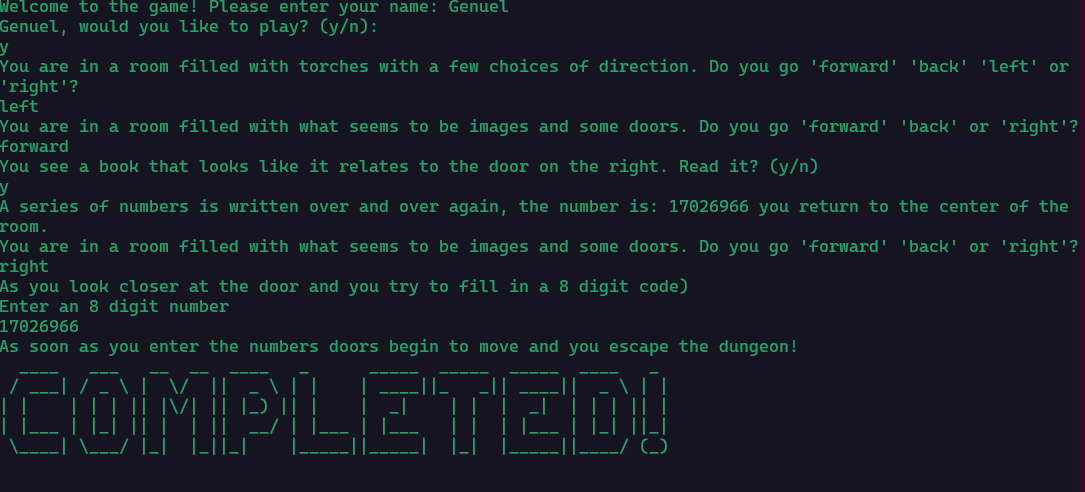 Welcome to the game! Please enter your name: Genuel
Genuel, would you like to play? (y/n):
y
You are in a room filled with torches with a few choices of direction. Do you go 'forward' 'back' 'left' or
'right'?
left
You are in a room filled with what seems to be images and some doors. Do you go 'forward' 'back' or 'right'?
forward
You see a book that looks like it relates to the door on the right. Read it? (y/n)
y
A series of numbers is written over and over again, the number is: 17026966 you return to the center of the
room.
You are in a room filled with what seems to be images and some doors. Do you go 'forward' 'back' or 'right'?
right
As you look closer at the door and you try to fill in a 8 digit code)
Enter an 8 digit number
17026966
As soon as you enter the numbers doors begin to move and you escape the dungeon!
COMPLETED!